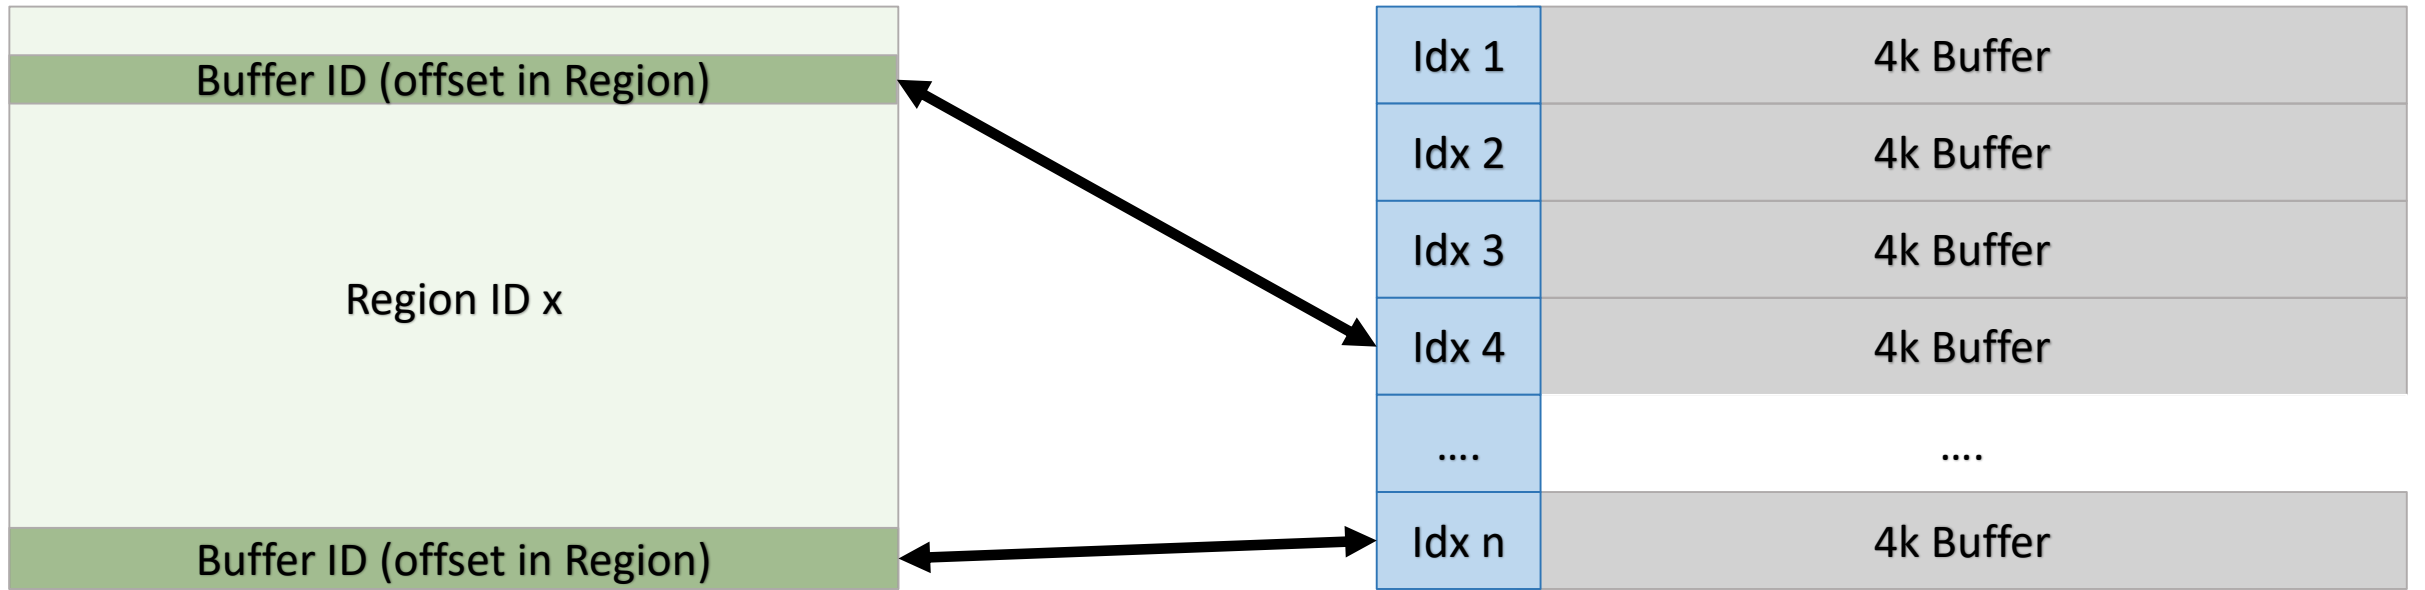 Buffer ID (offset in Region)
Region ID x
Buffer ID (offset in Region)
Idx 1 4k Buffer
Idx 2 4k Buffer
Idx 3 4k Buffer
Idx 4 4k Buffer
.... ....
Idx n 4k Buffer